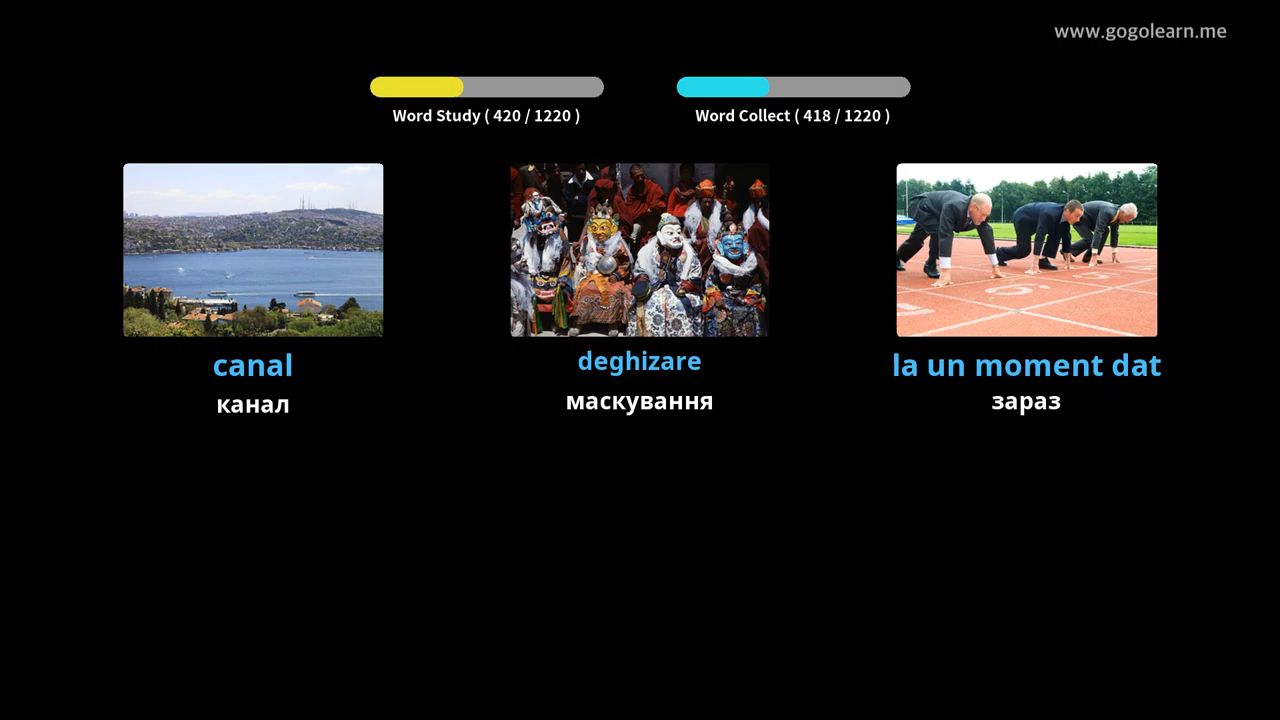 www.gogolearn.me
Word Study ( 420 / 1220 )
Word Collect ( 418 / 1220 )
canal
канал
deghizare
маскування
la un moment dat
зараз